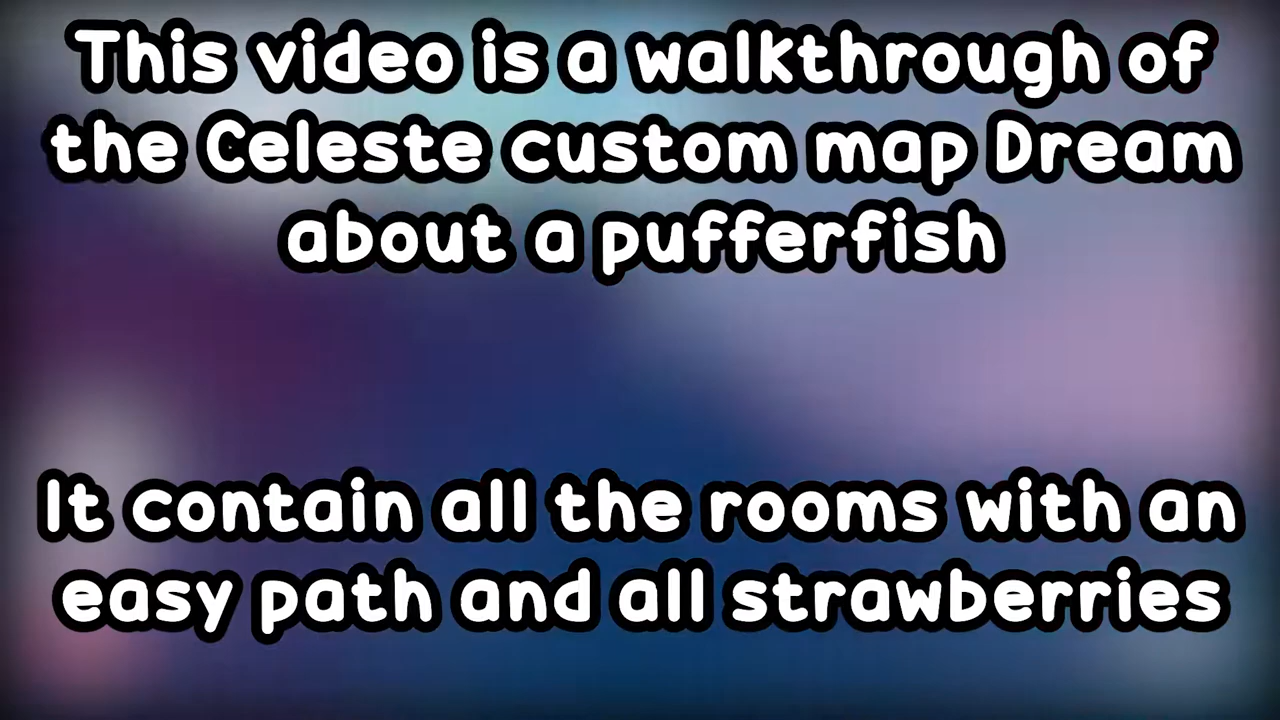 This video is a walkthrough of
the Celeste custom map Dream
about a pufferfish
It contain all the rooms with an
easy path and all strawberries